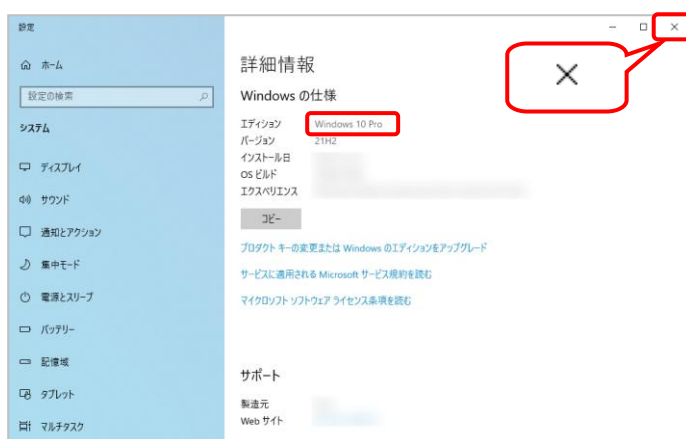 設定
ホーム
設定の検索
システム
ディスプレイ
サウンド
通知とアクション
集中モード
電源とスリープ
バッテリー
記憶域
タブレット
マルチタスク
詳細情報
Windows の仕様
エディション Windows 10 Pro
バージョン 21H2
インストール日
OS ビルド
エクスペリエンス
コピー
プロダクト キーの変更または Windows のエディションをアップグレード
サービスに適用される Microsoft サービス規約を読む
マイクロソフト ソフトウェア ライセンス条項を読む
サポート
製造元
Web サイト